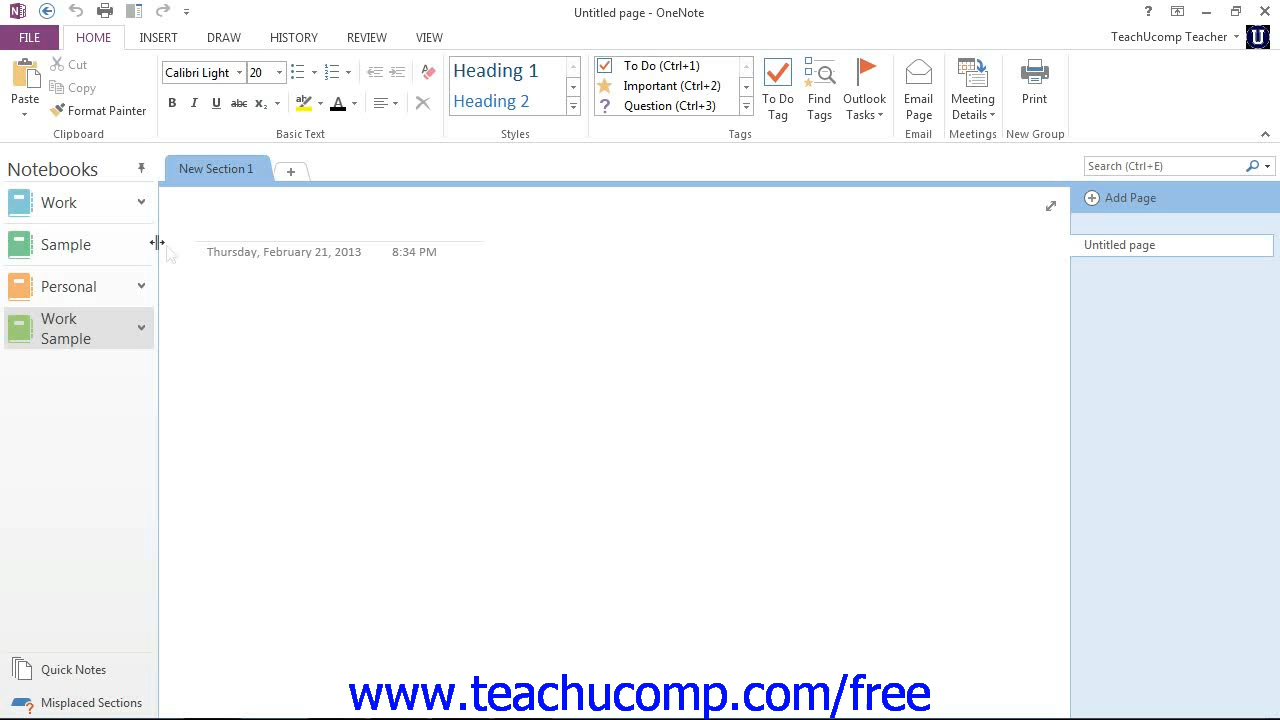 Untitled page - OneNote
?
FILE
HOME
INSERT
DRAW
HISTORY
REVIEW
VIEW
TeachUcomp Teacher
U
Paste
Cut
Copy
Format Painter
Clipboard
Calibri Light
20
B I U abc x₂
ab
A
Basic Text
Heading 1
Heading 2
Styles
To Do (Ctrl+1)
Important (Ctrl+2)
? Question (Ctrl+3)
To Do
Tag
Find
Tags
Outlook
Tasks
Tags
Email
Page
Email
Meeting
Details
Meetings
Print
New Group
Notebooks
Work
Sample
Personal
Work
Sample
Quick Notes
Misplaced Sections
New Section 1
+
Search (Ctrl+E)
Thursday, February 21, 2013 8:34 PM
Add Page
Untitled page
www.teachucomp.com/free